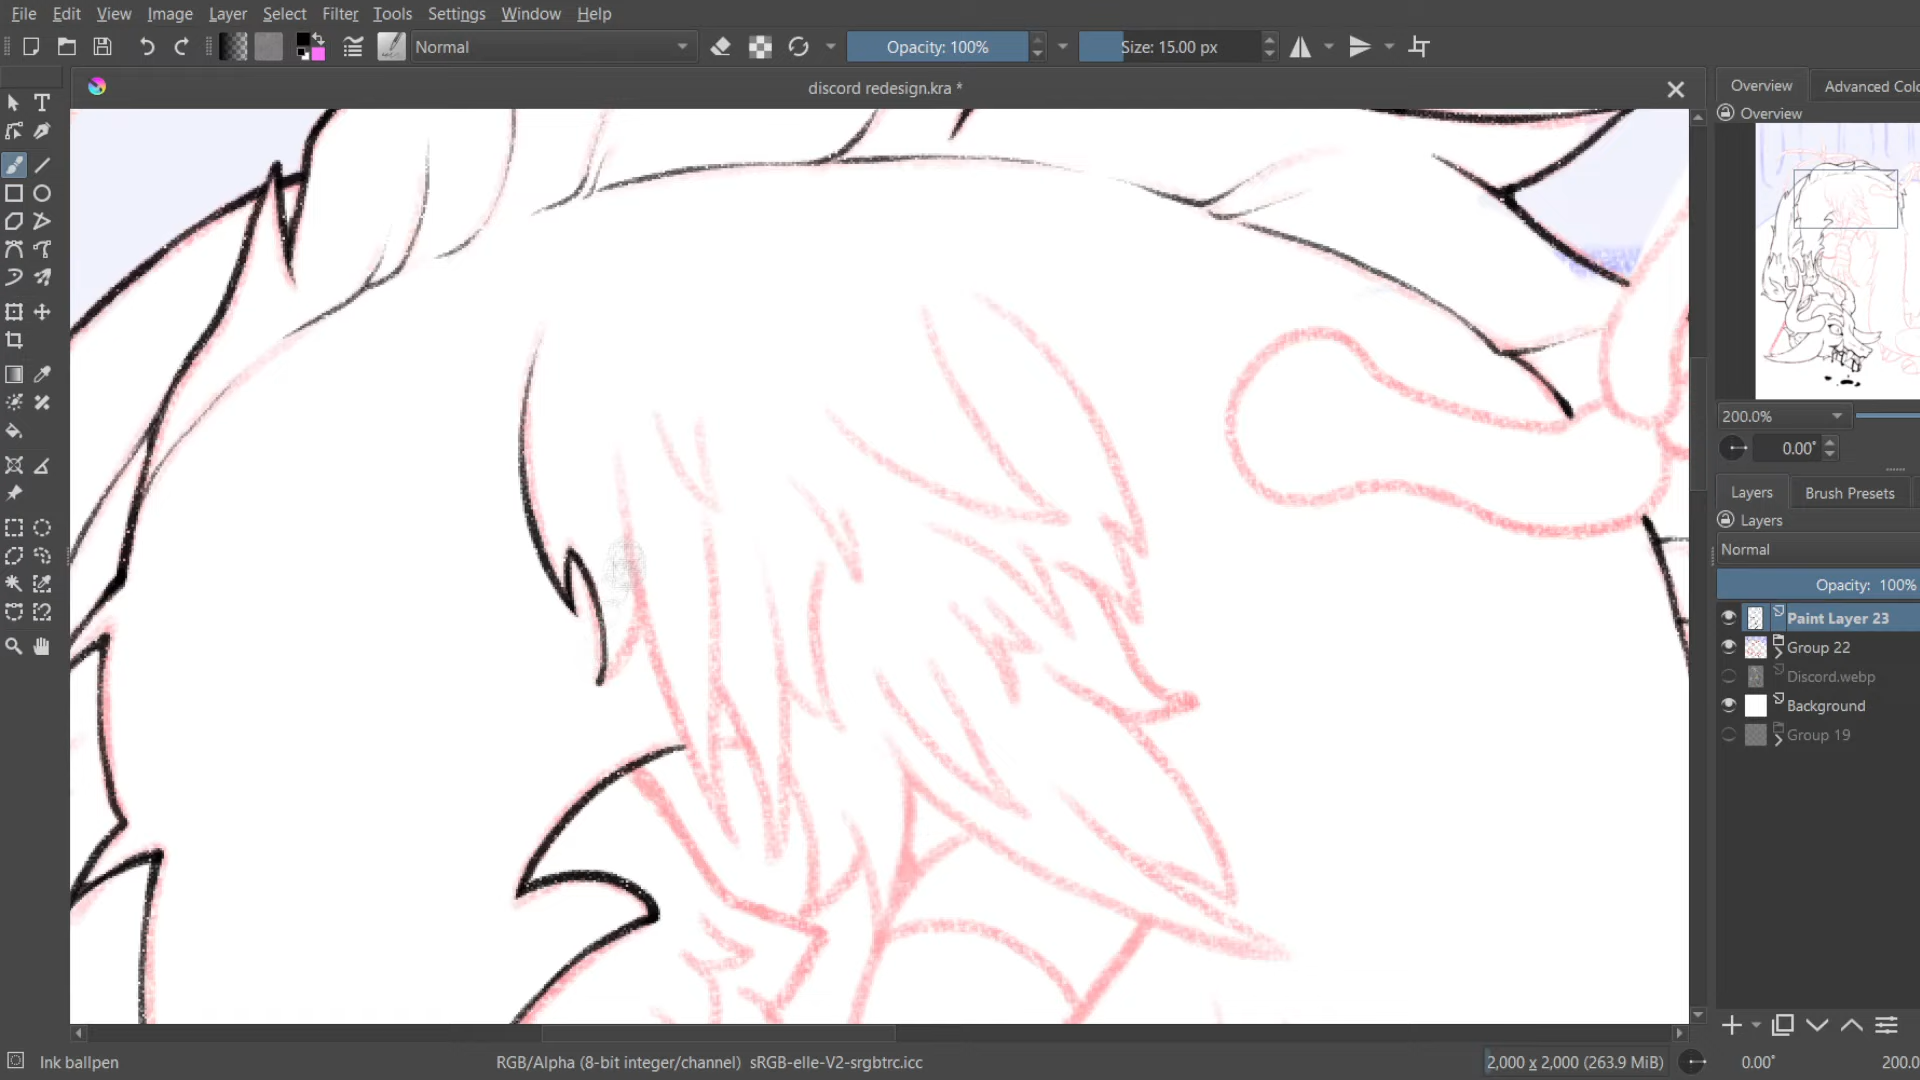 File Edit View Image Layer Select Filter Tools Settings Window Help
Normal Opacity: 100% Size: 15.00 px
discord redesign.kra *
Overview Advanced Colo
Overview
200.0%
0.00°
Layers Brush Presets
Layers
Normal
Opacity: 100%
Paint Layer 23
Group 22
Discord.webp
Background
Group 19
Ink ballpen RGB/Alpha (8-bit integer/channel) sRGB-elle-V2-srgbtrc.icc 2,000 x 2,000 (263.9 MiB) 0.00° 200.0